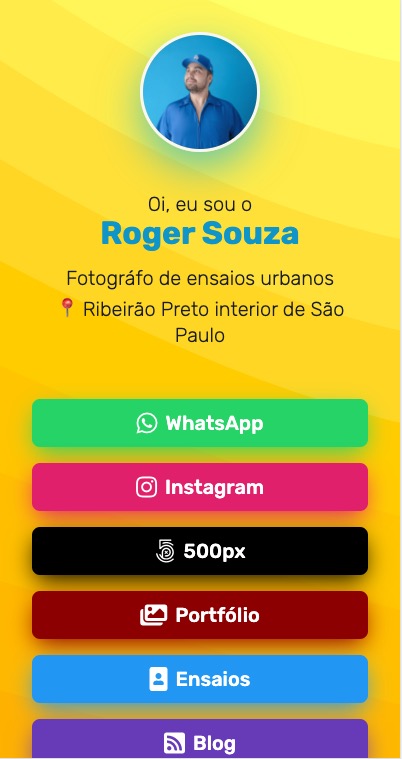 Oi, eu sou o
Roger Souza
Fotográfo de ensaios urbanos
📍 Ribeirão Preto interior de São
Paulo
WhatsApp
Instagram
500px
Portfólio
Ensaios
Blog